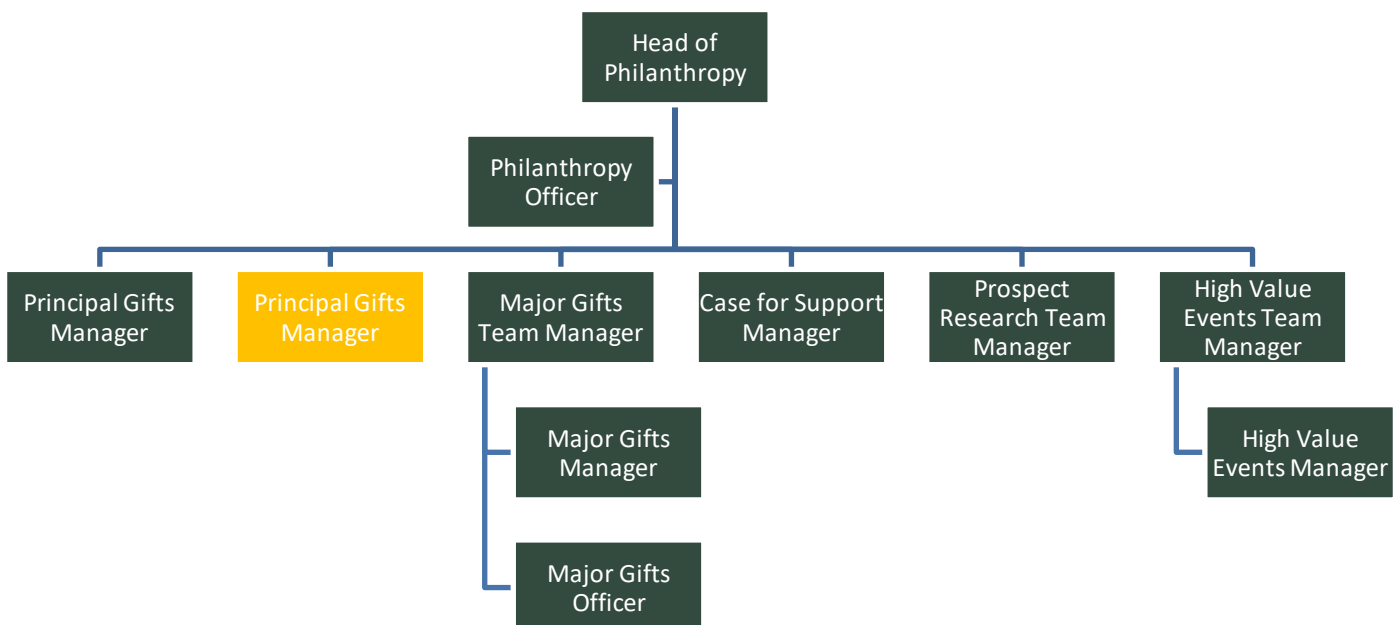 Head of
Philanthropy
Philanthropy
Officer
Principal Gifts
Manager
Principal Gifts
Manager
Major Gifts
Team Manager
Case for Support
Manager
Prospect
Research Team
Manager
High Value
Events Team
Manager
Major Gifts
Manager
High Value
Events Manager
Major Gifts
Officer